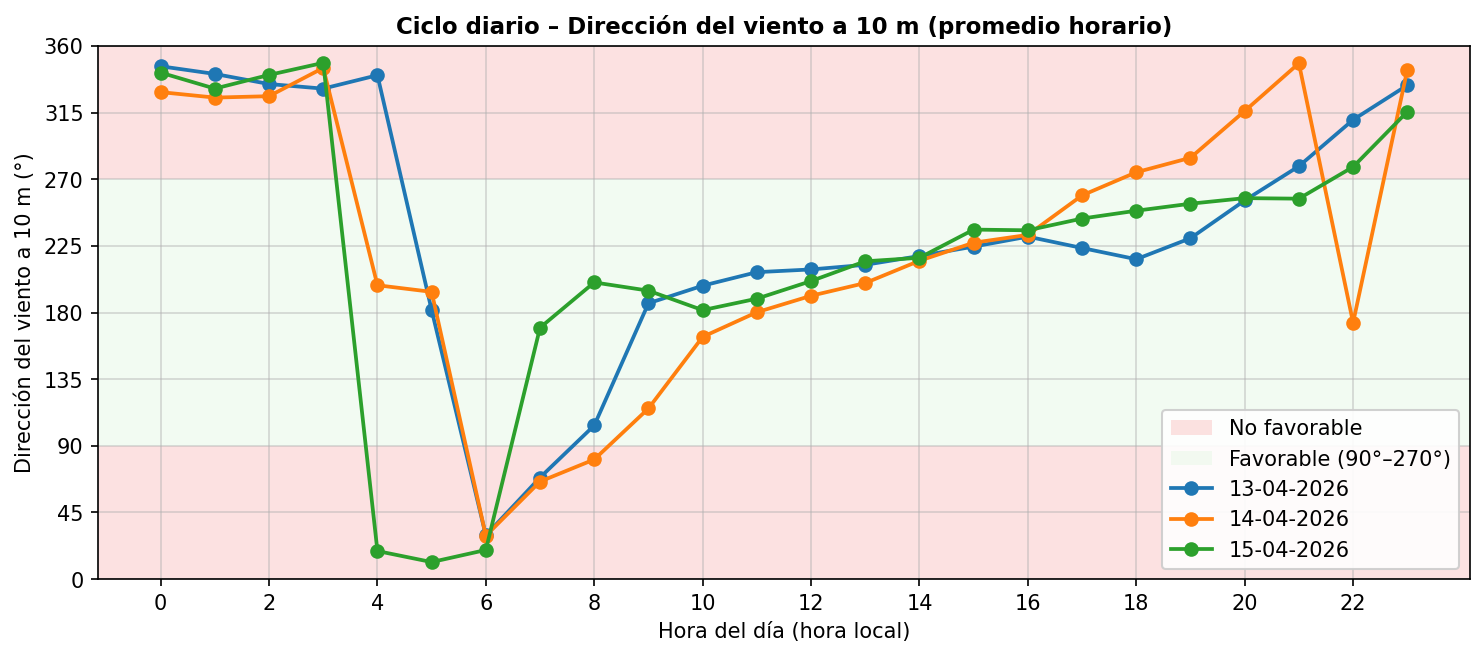 Ciclo diario – Dirección del viento a 10 m (promedio horario)
Dirección del viento a 10 m (°)
360
315
270
225
180
135
90
45
0
No favorable
Favorable (90°–270°)
13-04-2026
14-04-2026
15-04-2026
0 2 4 6 8 10 12 14 16 18 20 22
Hora del día (hora local)